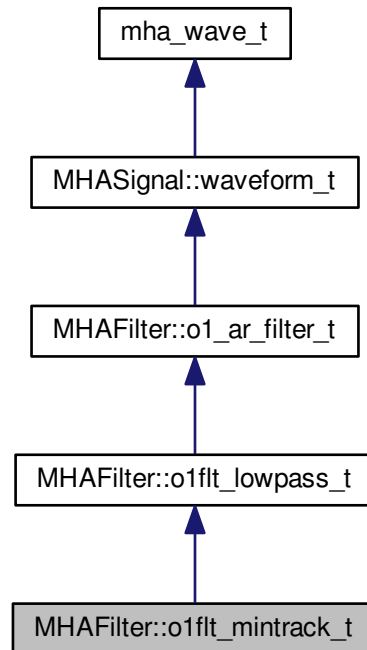 mha_wave_t
MHASignal::waveform_t
MHAFilter::o1_ar_filter_t
MHAFilter::o1flt_lowpass_t
MHAFilter::o1flt_mintrack_t